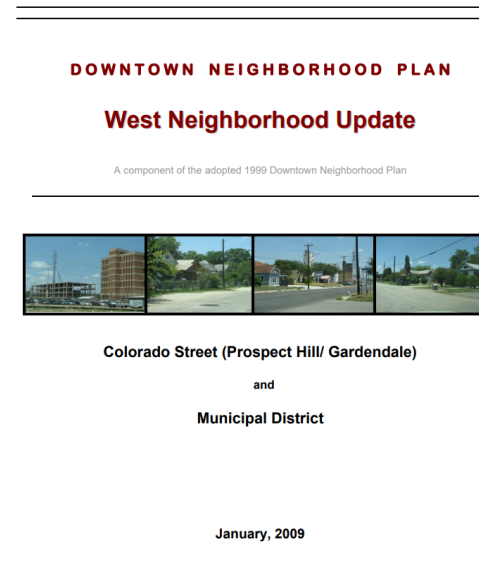 DOWNTOWN NEIGHBORHOOD PLAN
West Neighborhood Update
A component of the adopted 1999 Downtown Neighborhood Plan
Colorado Street (Prospect Hill/ Gardendale)
and
Municipal District
January, 2009